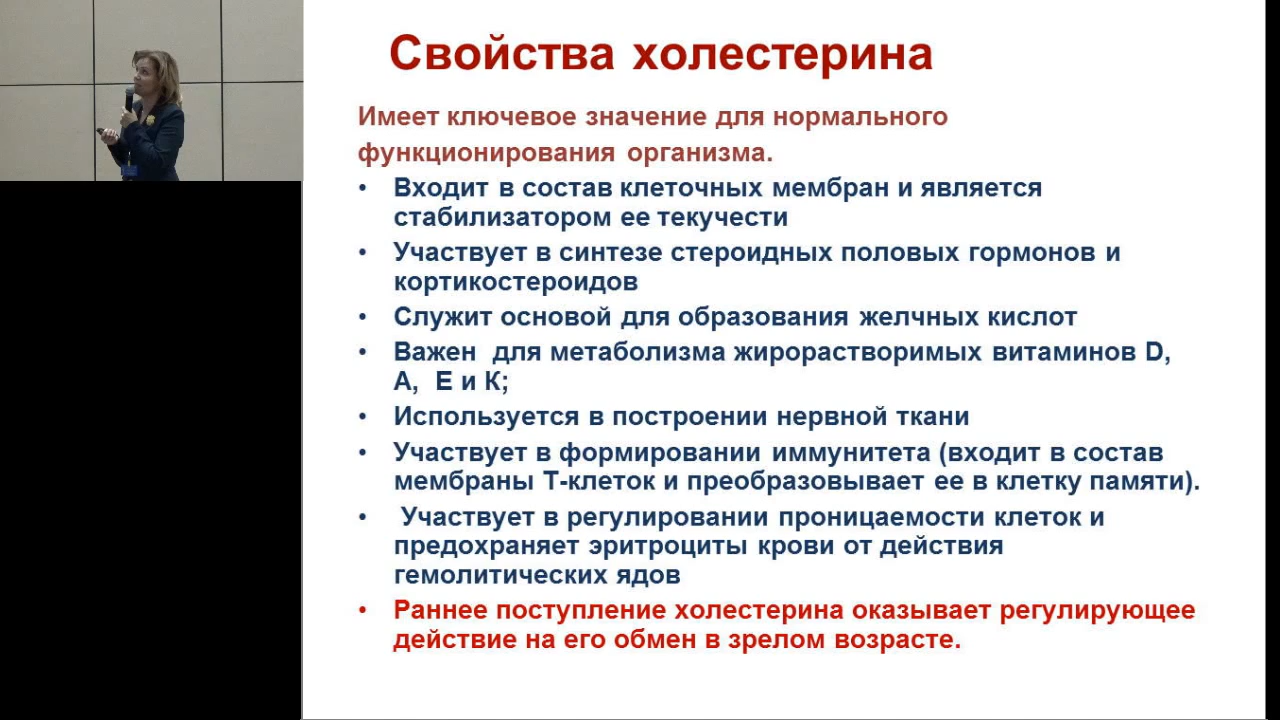 Свойства холестерина
Имеет ключевое значение для нормального
функционирования организма.
• Входит в состав клеточных мембран и является
стабилизатором ее текучести
• Участвует в синтезе стероидных половых гормонов и
кортикостероидов
• Служит основой для образования желчных кислот
• Важен для метаболизма жирорастворимых витаминов D,
А, Е и К;
• Используется в построении нервной ткани
• Участвует в формировании иммунитета (входит в состав
мембраны Т-клеток и преобразовывает ее в клетку памяти).
• Участвует в регулировании проницаемости клеток и
предохраняет эритроциты крови от действия
гемолитических ядов
• Раннее поступление холестерина оказывает регулирующее
действие на его обмен в зрелом возрасте.